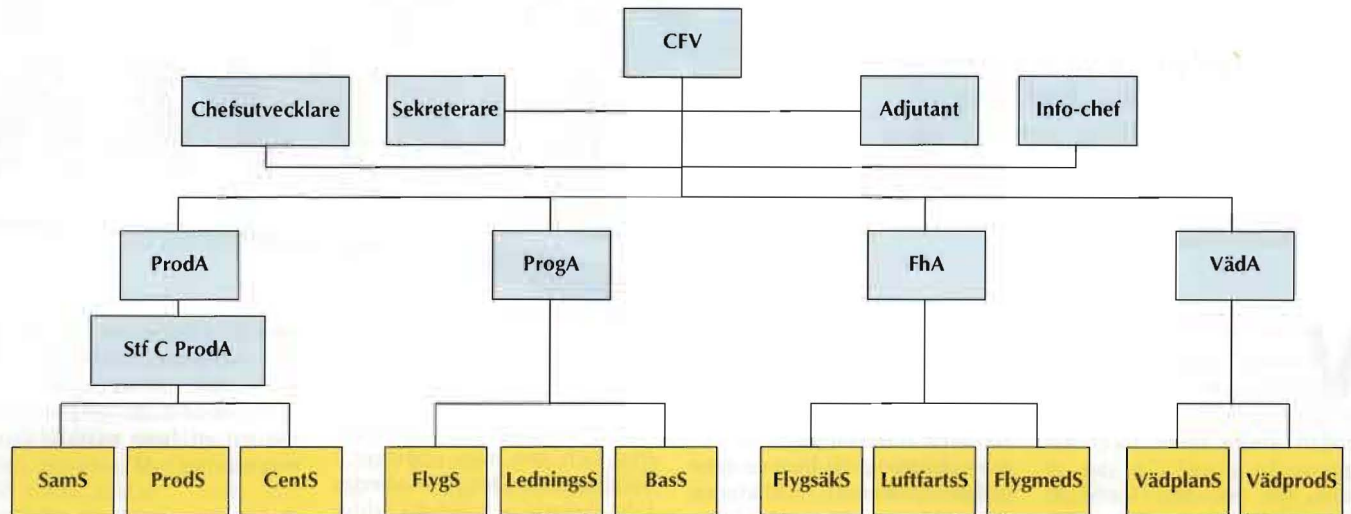 CFV
Chefsutvecklare
Sekreterare
Adjutant
Info-chef
ProdA
ProgA
FhA
VädA
Stf C ProdA
SamS
ProdS
CentS
FlygS
LedningsS
BasS
FlygsäkS
LuftfartsS
FlygmedS
VädplanS
VädprodS